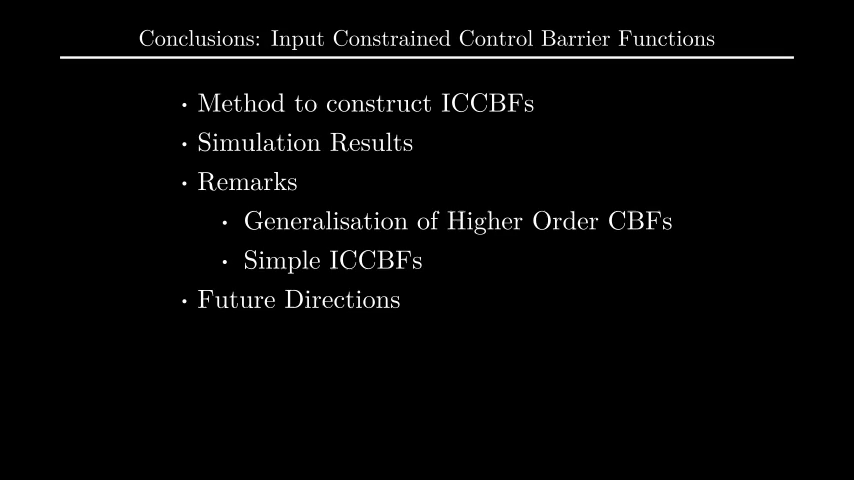 Conclusions: Input Constrained Control Barrier Functions
· Method to construct ICCBFs
· Simulation Results
· Remarks
· Generalisation of Higher Order CBFs
· Simple ICCBFs
· Future Directions